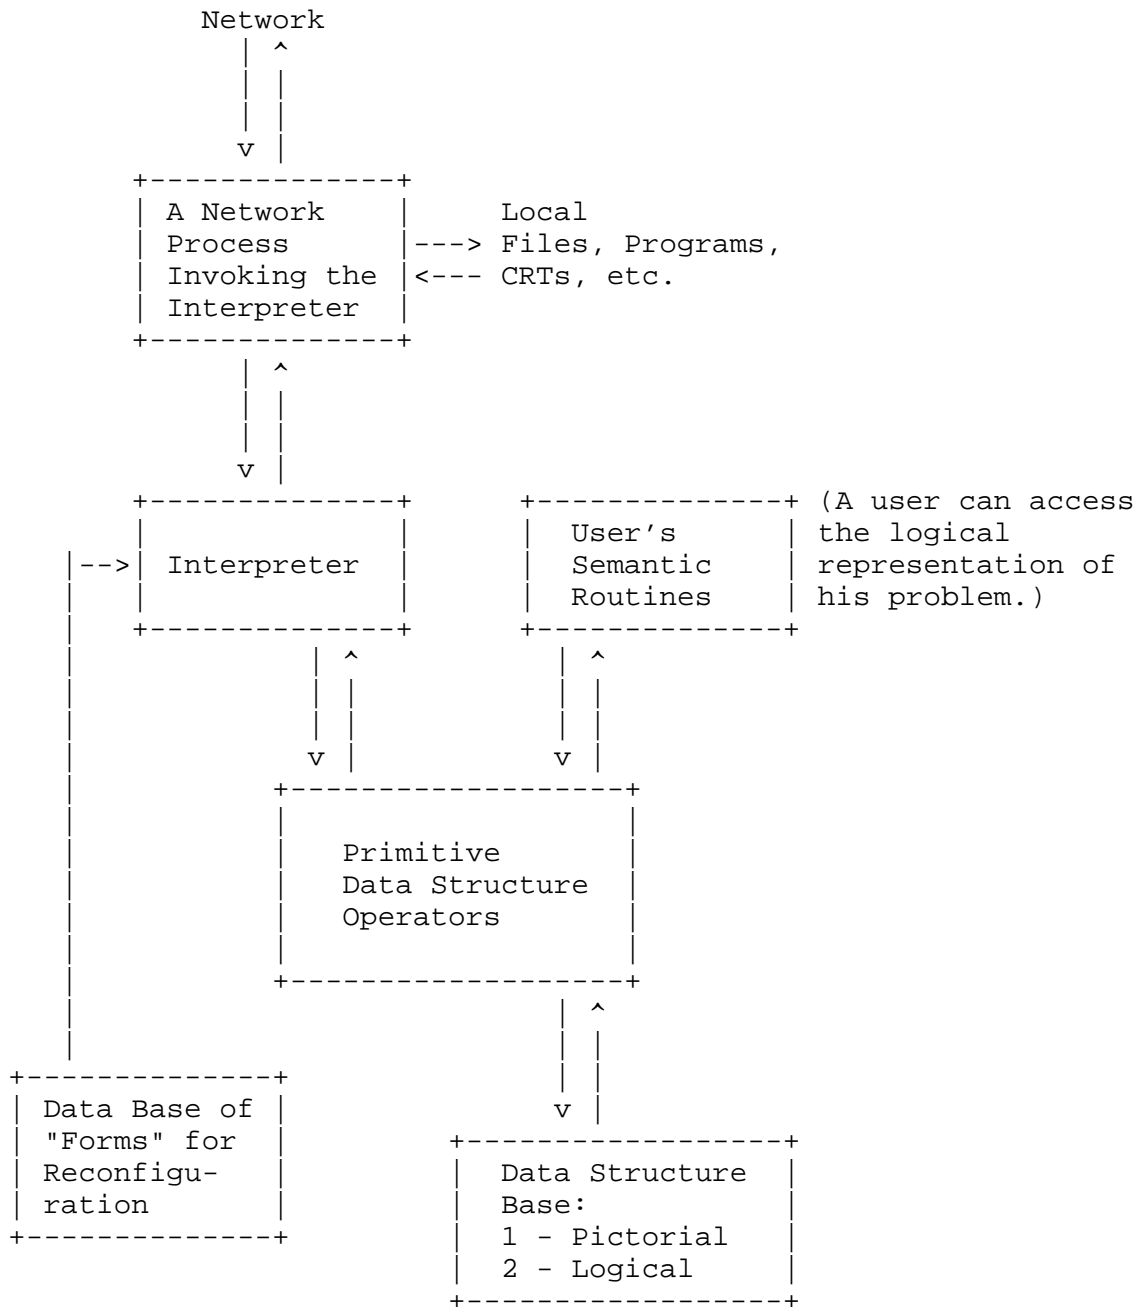 Network
A Network
Process
Invoking the
Interpreter
Local
Files, Programs,
CRTs, etc.
Interpreter
User's
Semantic
Routines
(A user can access
the logical
representation of
his problem.)
Primitive
Data Structure
Operators
Data Base of
"Forms" for
Reconfigu-
ration
Data Structure
Base:
1 - Pictorial
2 - Logical